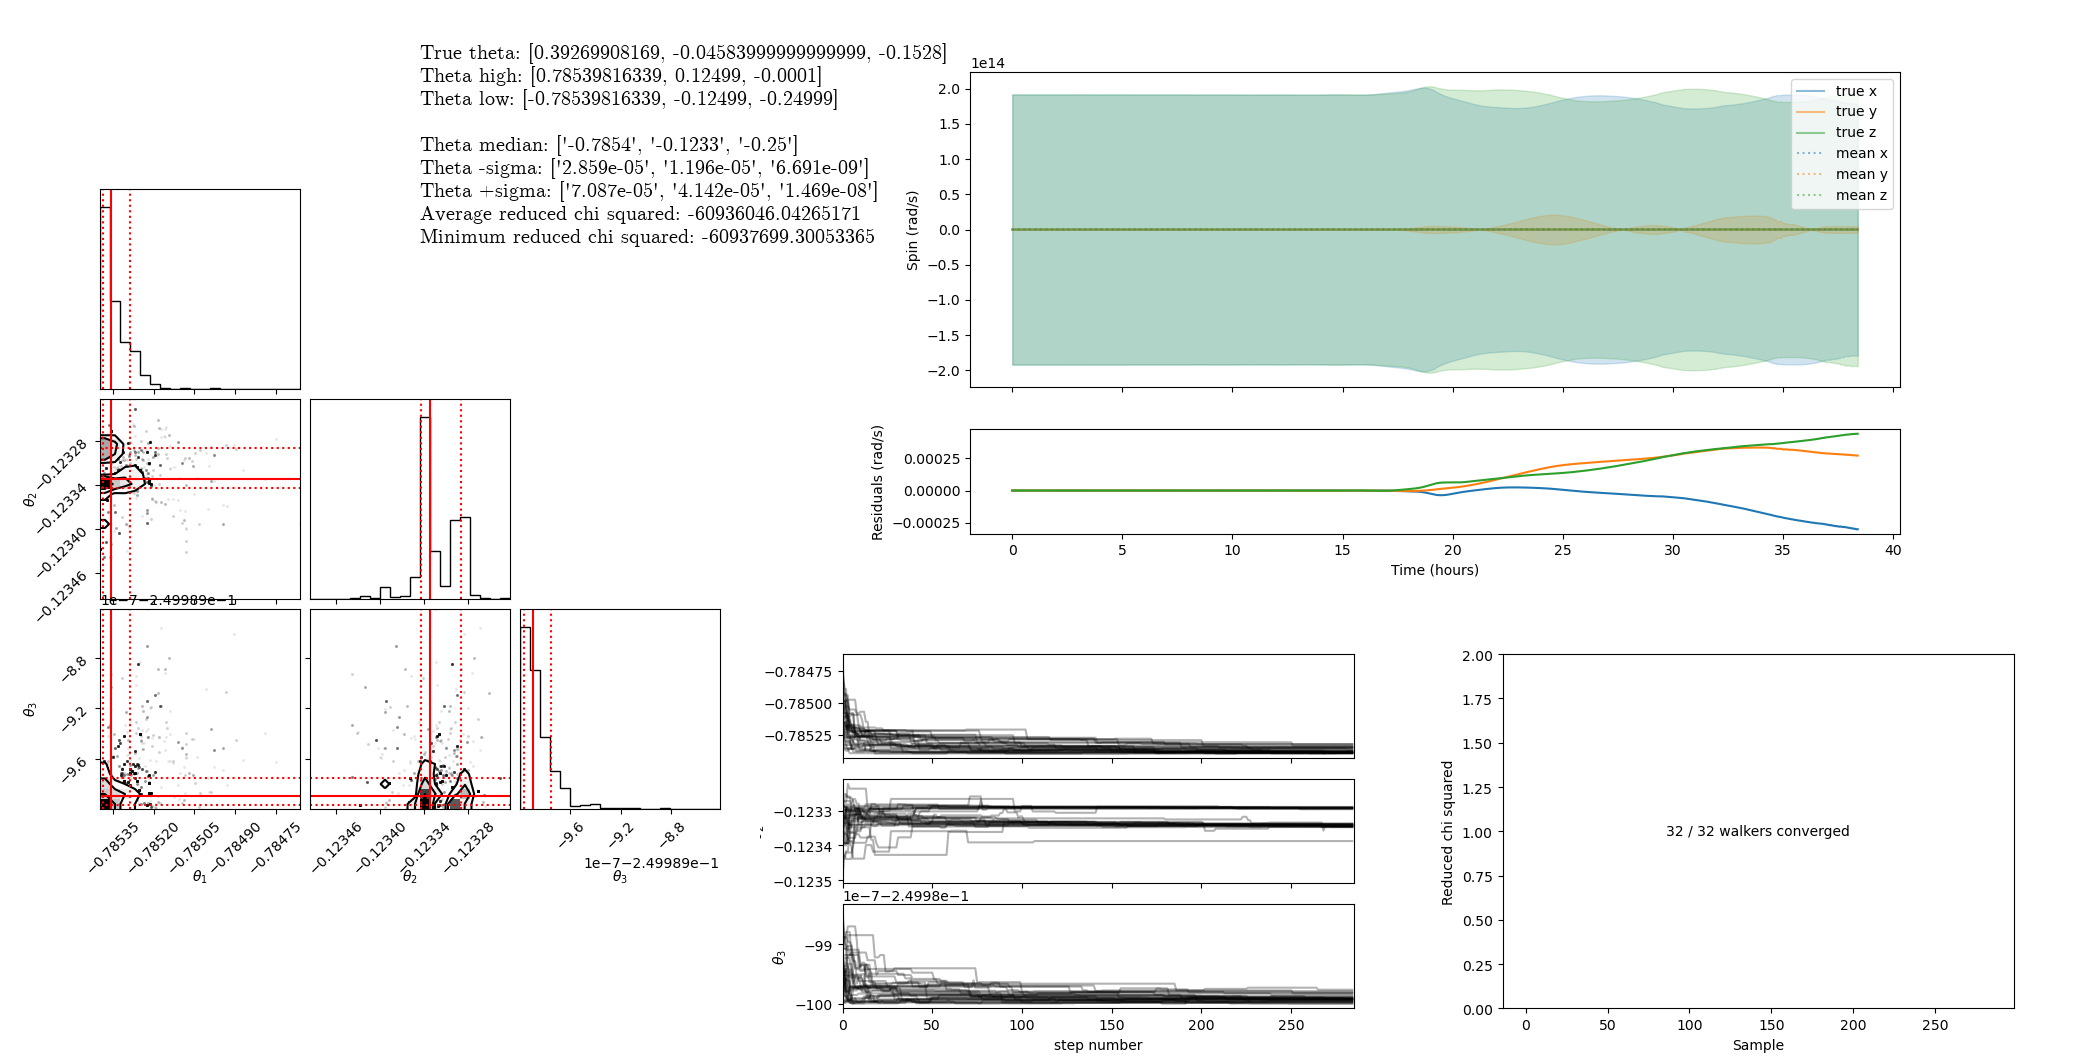 True theta: [0.39269908169, -0.04583999999999999, -0.1528]
Theta high: [0.78539816339, 0.12499, -0.0001]
Theta low: [-0.78539816339, -0.12499, -0.24999]
Theta median: ['-0.7854', '-0.1233', '-0.25']
Theta -sigma: ['2.859e-05', '1.196e-05', '6.691e-09']
Theta +sigma: ['7.087e-05', '4.142e-05', '1.469e-08']
Average reduced chi squared: -60936046.04265171
Minimum reduced chi squared: -60937699.30053365
1e14
2.0
1.5
1.0
0.5
0.0
−0.5
−1.0
−1.5
−2.0
Spin (rad/s)
true x
true y
true z
mean x
mean y
mean z
0.00025
0.00000
−0.00025
Residuals (rad/s)
0 5 10 15 20 25 30 35 40
Time (hours)
−0.12328
−0.12334
−0.12340
−0.12346
θ2
1e−7−2.49989e−1
−8.8
−9.2
−9.6
θ3
−0.78535 −0.78520 −0.78505 −0.78490 −0.78475
θ1
−0.12346 −0.12340 −0.12334 −0.12328
θ2
−9.6 −9.2 −8.8
1e−7−2.49989e−1
θ3
−0.78475
−0.78500
−0.78525
−0.1233
−0.1234
−0.1235
1e−7−2.4998e−1
−99
−100
θ3
0 50 100 150 200 250
step number
2.00
1.75
1.50
1.25
1.00
0.75
0.50
0.25
0.00
Reduced chi squared
32 / 32 walkers converged
0 50 100 150 200 250
Sample